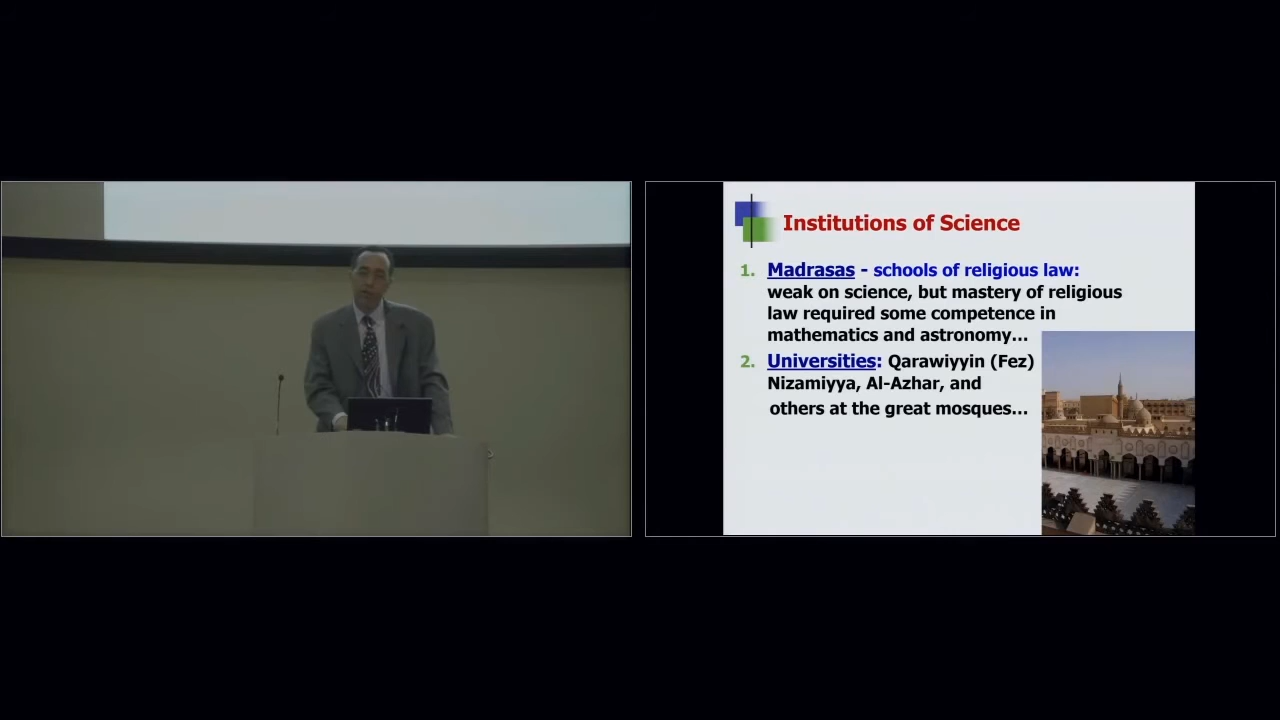 Institutions of Science
1. Madrasas - schools of religious law:
weak on science, but mastery of religious
law required some competence in
mathematics and astronomy...
2. Universities: Qarawiyyin (Fez)
Nizamiyya, Al-Azhar, and
others at the great mosques...